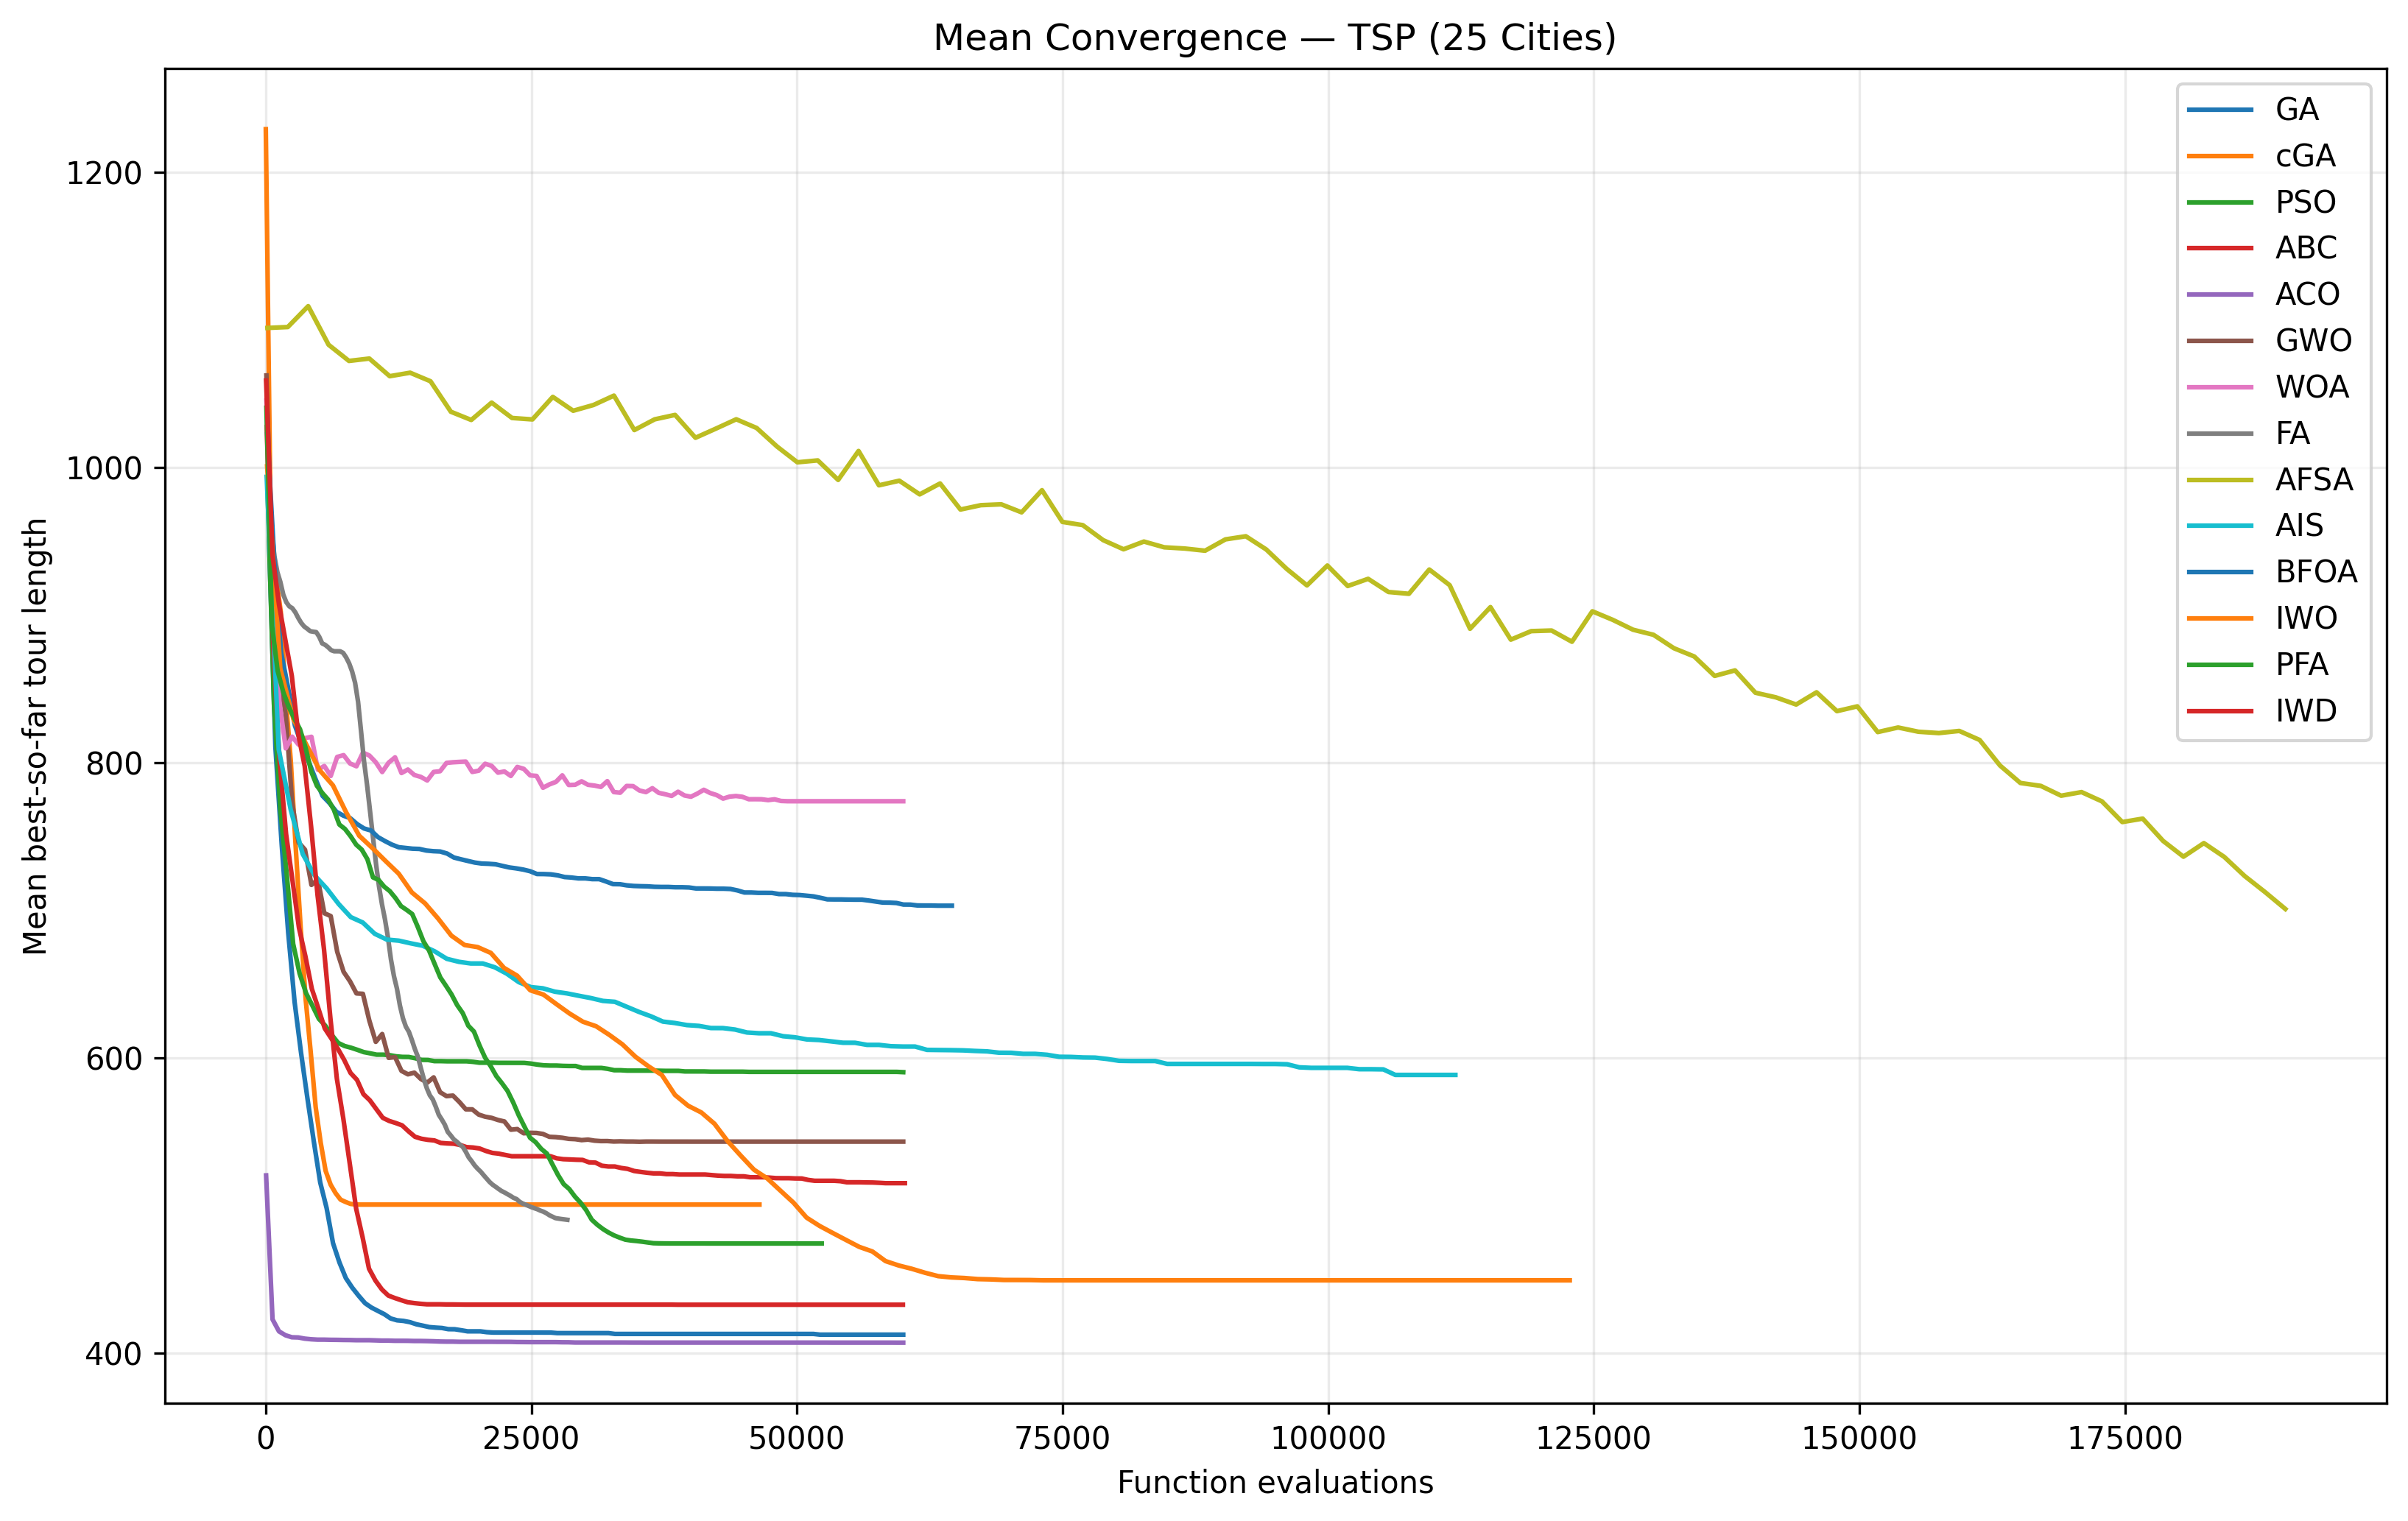 Mean Convergence — TSP (25 Cities)
Mean best-so-far tour length
1200
1000
800
600
400
GA
cGA
PSO
ABC
ACO
GWO
WOA
FA
AFSA
AIS
BFOA
IWO
PFA
IWD
0 25000 50000 75000 100000 125000 150000 175000
Function evaluations